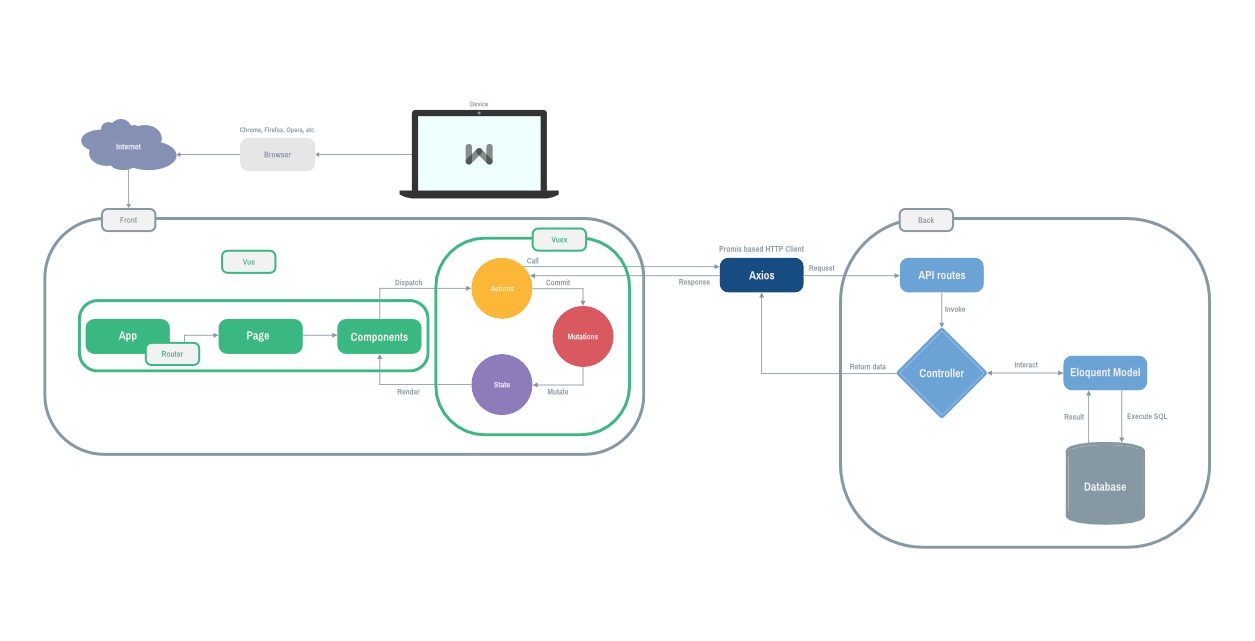 Device
Chrome, Firefox, Opera, etc.
Internet
Browser
Front
Back
Vue
Vuex
Promis based HTTP Client
Call
Axios
Request
API routes
Response
Dispatch
Actions
Commit
Invoke
App
Router
Page
Components
Mutations
Return data
Controller
Interact
Eloquent Model
State
Render
Mutate
Result
Execute SQL
Database